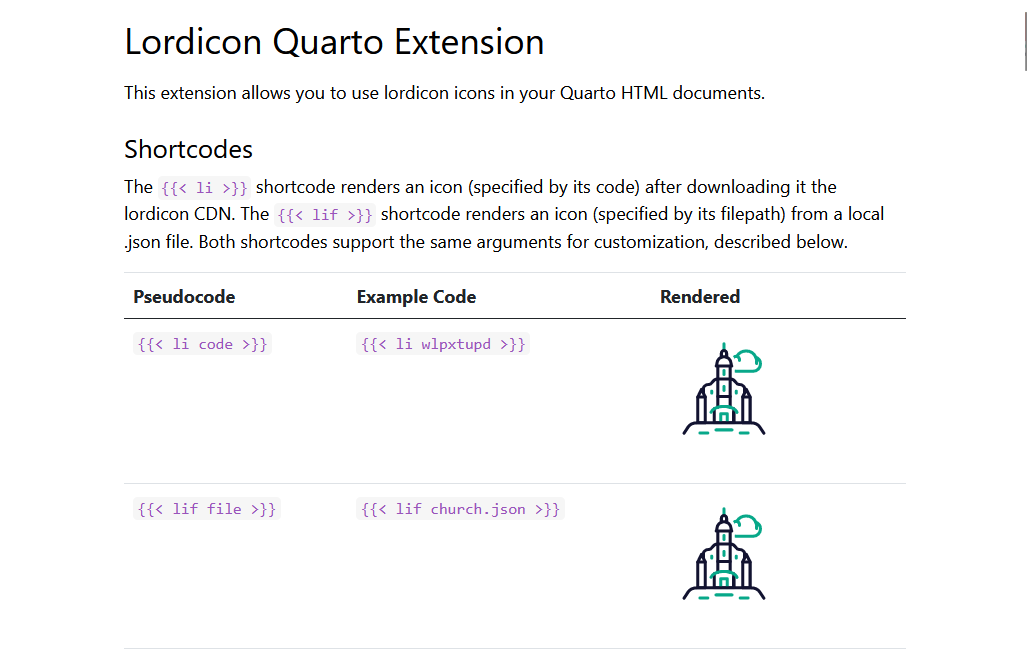 Lordicon Quarto Extension
This extension allows you to use lordicon icons in your Quarto HTML documents.
Shortcodes
The {{< li >}} shortcode renders an icon (specified by its code) after downloading it the
lordicon CDN. The {{< lif >}} shortcode renders an icon (specified by its filepath) from a local
.json file. Both shortcodes support the same arguments for customization, described below.
Pseudocode Example Code Rendered
{{< li code >}} {{< li wlpxtupd >}}
{{< lif file >}} {{< lif church.json >}}